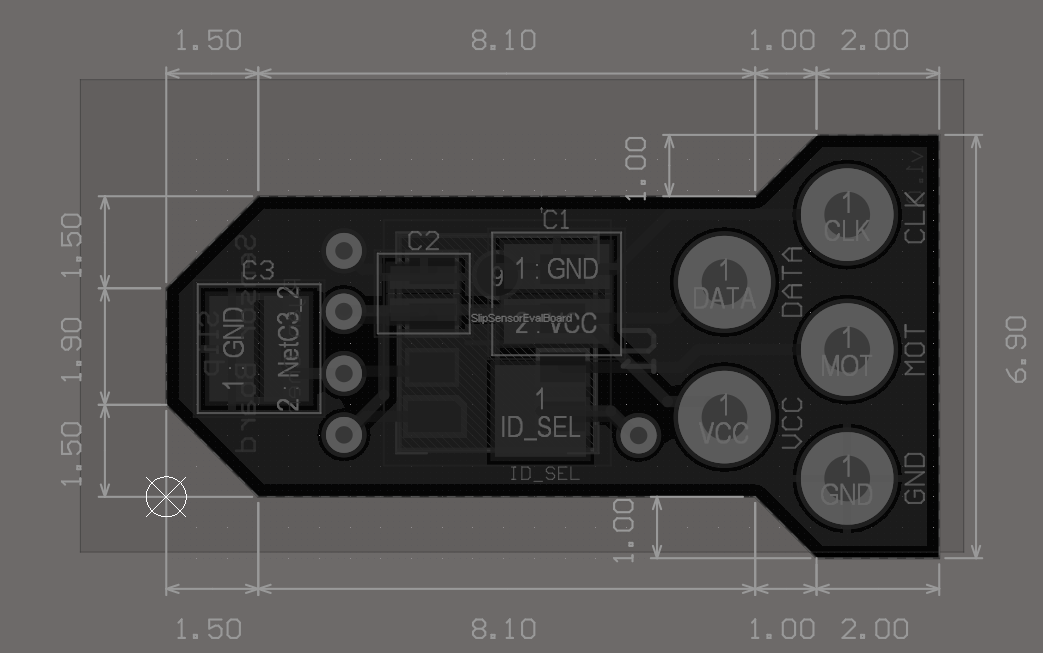 1.50
8.10
1.00
2.00
1.00
1.50
1.90
1.50
6.90
1.00
C3
1 : GND
2 : NetC3_2
C2
C1
9
1 : GND
2 : VCC
SlipSensorEvalBoard
1
ID_SEL
ID_SEL
1
DATA
DATA
1
VCC
VCC
1
CLK
CLK
1
MOT
MOT
1
GND
GND
1.50
8.10
1.00
2.00